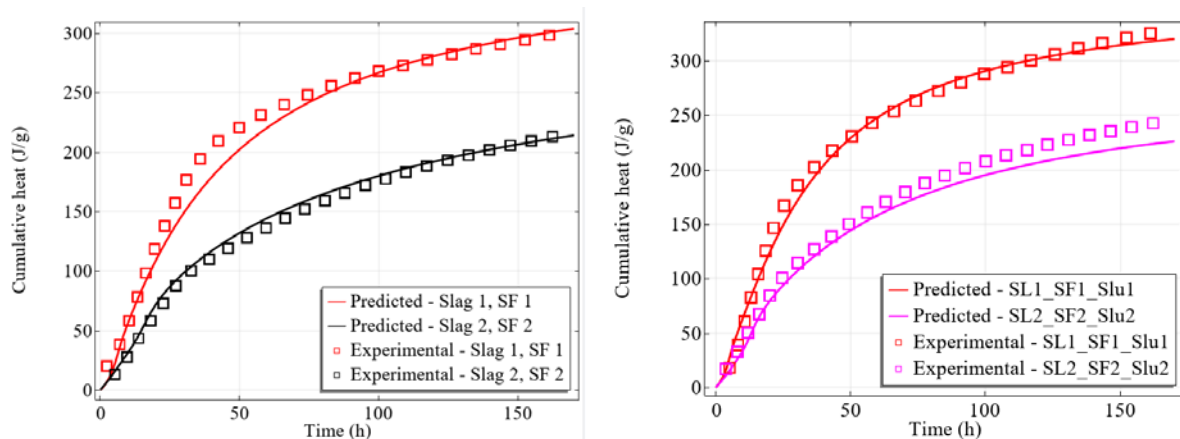 300
250
200
150
100
50
0
Cumulative heat (J/g)
Predicted - Slag 1, SF 1
Predicted - Slag 2, SF 2
Experimental - Slag 1, SF 1
Experimental - Slag 2, SF 2
0 50 100 150
Time (h)
300
250
200
150
100
50
0
Cumulative heat (J/g)
Predicted - SL1_SF1_Slu1
Predicted - SL2_SF2_Slu2
Experimental - SL1_SF1_Slu1
Experimental - SL2_SF2_Slu2
0 50 100 150
Time (h)